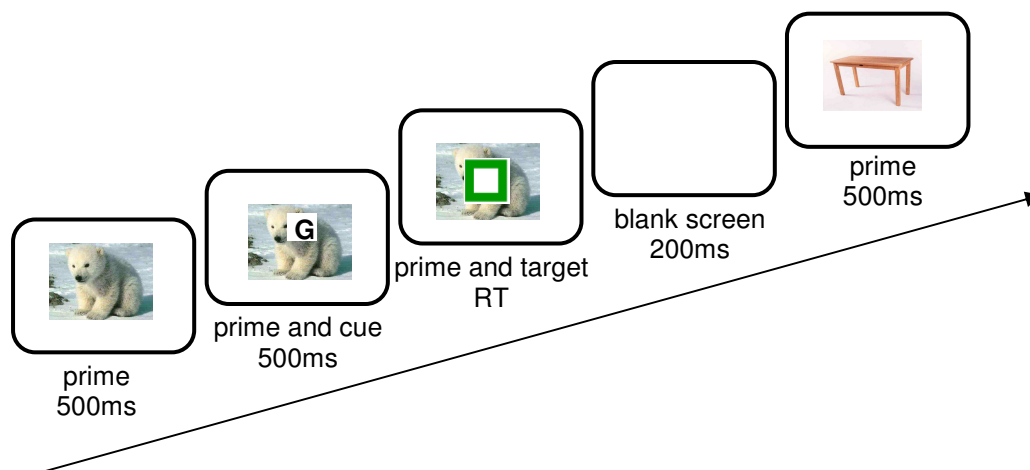 prime
500ms
G
prime and cue
500ms
prime and target
RT
blank screen
200ms
prime
500ms